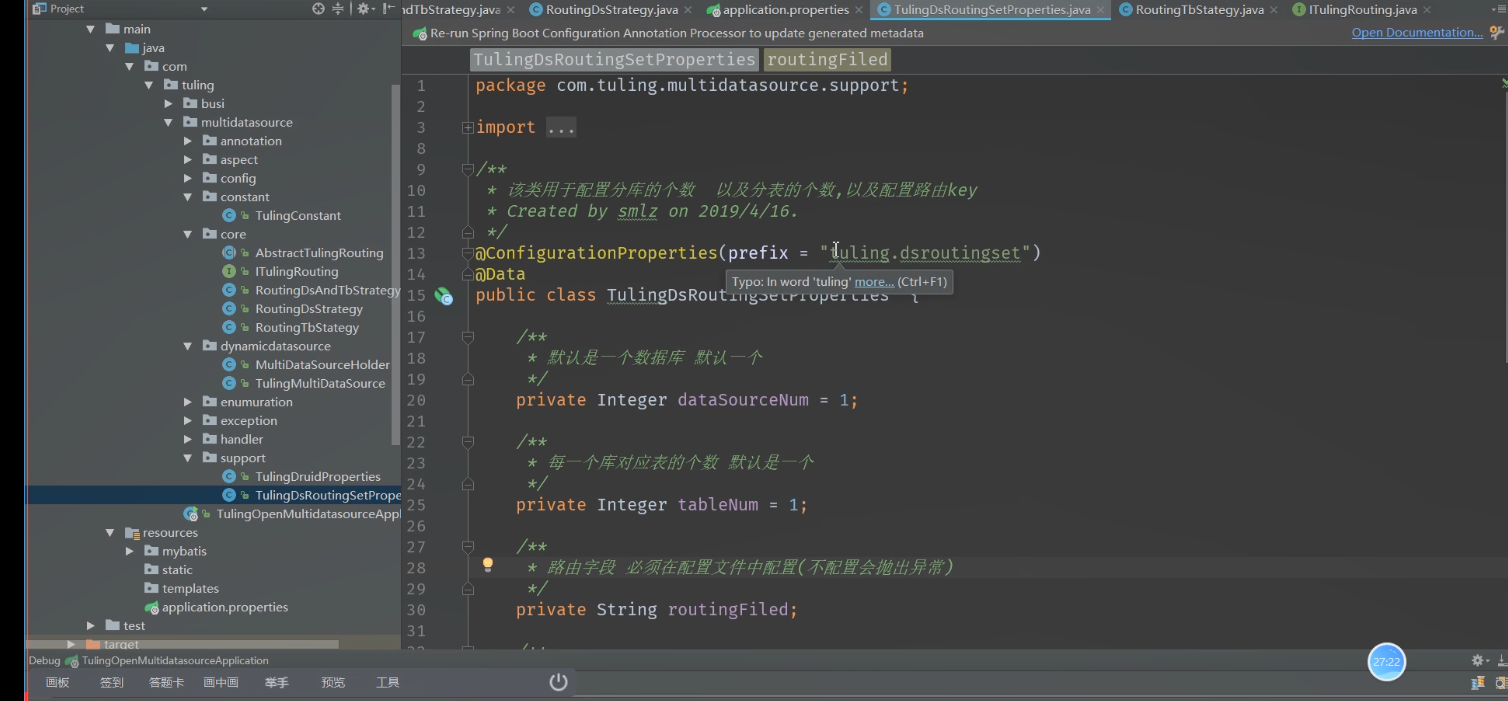 Project
ndTbStrategy.java
RoutingDsStrategy.java
application.properties
TulingDsRoutingSetProperties.java
RoutingTbStategy.java
ITulingRouting.java
Re-run Spring Boot Configuration Annotation Processor to update generated metadata
Open Documentation...
TulingDsRoutingSetProperties routingFiled
main
java
com
tuling
busi
multidatasource
annotation
aspect
config
constant
TulingConstant
core
AbstractTulingRouting
ITulingRouting
RoutingDsAndTbStrategy
RoutingDsStrategy
RoutingTbStategy
dynamicdatasource
MultiDataSourceHolder
TulingMultiDataSource
enumuration
exception
handler
support
TulingDruidProperties
TulingDsRoutingSetPrope
TulingOpenMultidatasourceAppl
resources
mybatis
static
templates
application.properties
test
target
1 package com.tuling.multidatasource.support;
2
3 import ...
8
9 /**
10 * 该类用于配置分库的个数 以及分表的个数,以及配置路由key
11 * Created by smlz on 2019/4/16.
12 */
13 @ConfigurationProperties(prefix = "tuling.dsroutingset")
14 @Data
Typo: In word 'tuling' more... (Ctrl+F1)
15 public class TulingDsRoutingSetProperties {
16
17 /**
18 * 默认是一个数据库 默认一个
19 */
20 private Integer dataSourceNum = 1;
21
22 /**
23 * 每一个库对应表的个数 默认是一个
24 */
25 private Integer tableNum = 1;
26
27 /**
28 * 路由字段 必须在配置文件中配置(不配置会抛出异常)
29 */
30 private String routingFiled;
31
32 /**
Debug TulingOpenMultidatasourceApplication
27:22
画板 签到 答题卡 画中画 举手 预览 工具